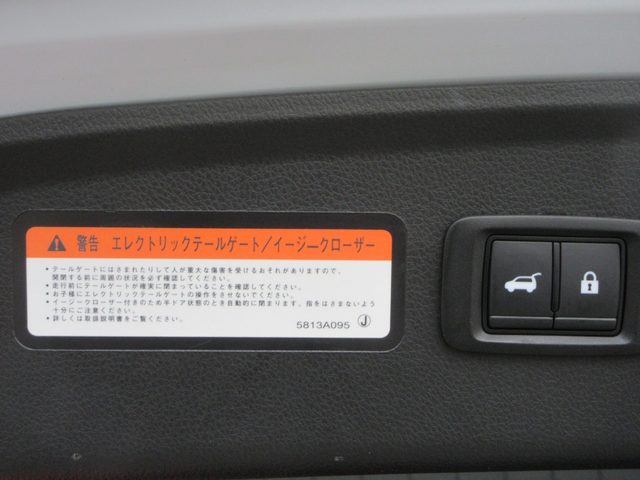 警告 エレクトリックテールゲート/イージークローザー
・テールゲートにはさまれたりして人が重大な傷害を受けるおそれがありますので、
開閉する前に周囲の状況を必ず確認してください。
・走行前にテールゲートが確実に閉まっていることを確認してください。
・お子様にエレクトリックテールゲートの操作をさせないでください。
・イージークローザー付きのため半ドア状態のとき自動的に閉まります。指をはさまないよう
十分にご注意ください。
・詳しくは取扱説明書をご覧ください。
5813A095 Ⓙ